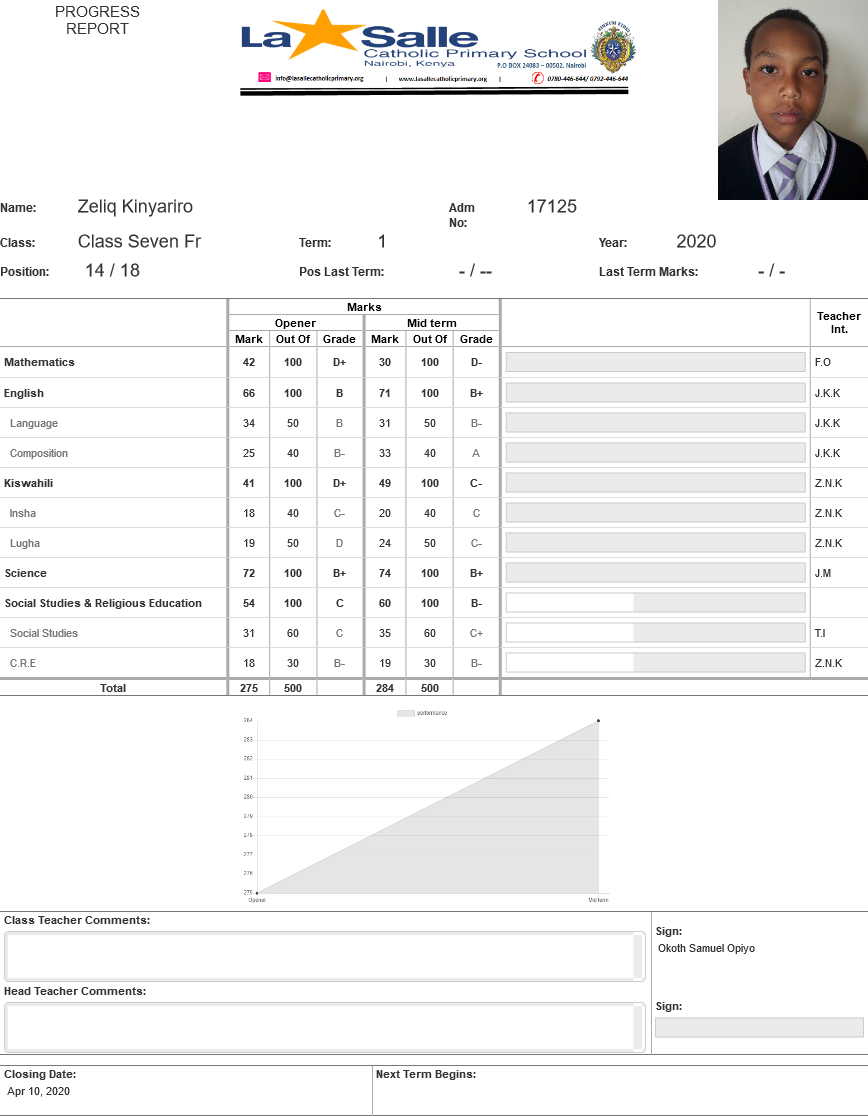 PROGRESS
REPORT
La Salle
Catholic Primary School
Nairobi, Kenya
P.O BOX 24083 – 00502, Nairobi
info@lasallecatholicprimary.org | www.lasallecatholicprimary.org | 0780-446-644/ 0792-446-644
Name: Zeliq Kinyariro Adm No: 17125
Class: Class Seven Fr Term: 1 Year: 2020
Position: 14 / 18 Pos Last Term: - / -- Last Term Marks: - / -
Marks
Opener Mid term Teacher Int.
Mark Out Of Grade Mark Out Of Grade
Mathematics 42 100 D+ 30 100 D- F.O
English 66 100 B 71 100 B+ J.K.K
Language 34 50 B 31 50 B- J.K.K
Composition 25 40 B- 33 40 A J.K.K
Kiswahili 41 100 D+ 49 100 C- Z.N.K
Insha 18 40 C- 20 40 C Z.N.K
Lugha 19 50 D 24 50 C- Z.N.K
Science 72 100 B+ 74 100 B+ J.M
Social Studies & Religious Education 54 100 C 60 100 B-
Social Studies 31 60 C 35 60 C+ T.I
C.R.E 18 30 B- 19 30 B- Z.N.K
Total 275 500 284 500
performance
284
283
282
281
280
279
278
277
276
275
Opener Mid term
Class Teacher Comments:
Sign:
Okoth Samuel Opiyo
Head Teacher Comments:
Sign:
Closing Date: Next Term Begins:
Apr 10, 2020